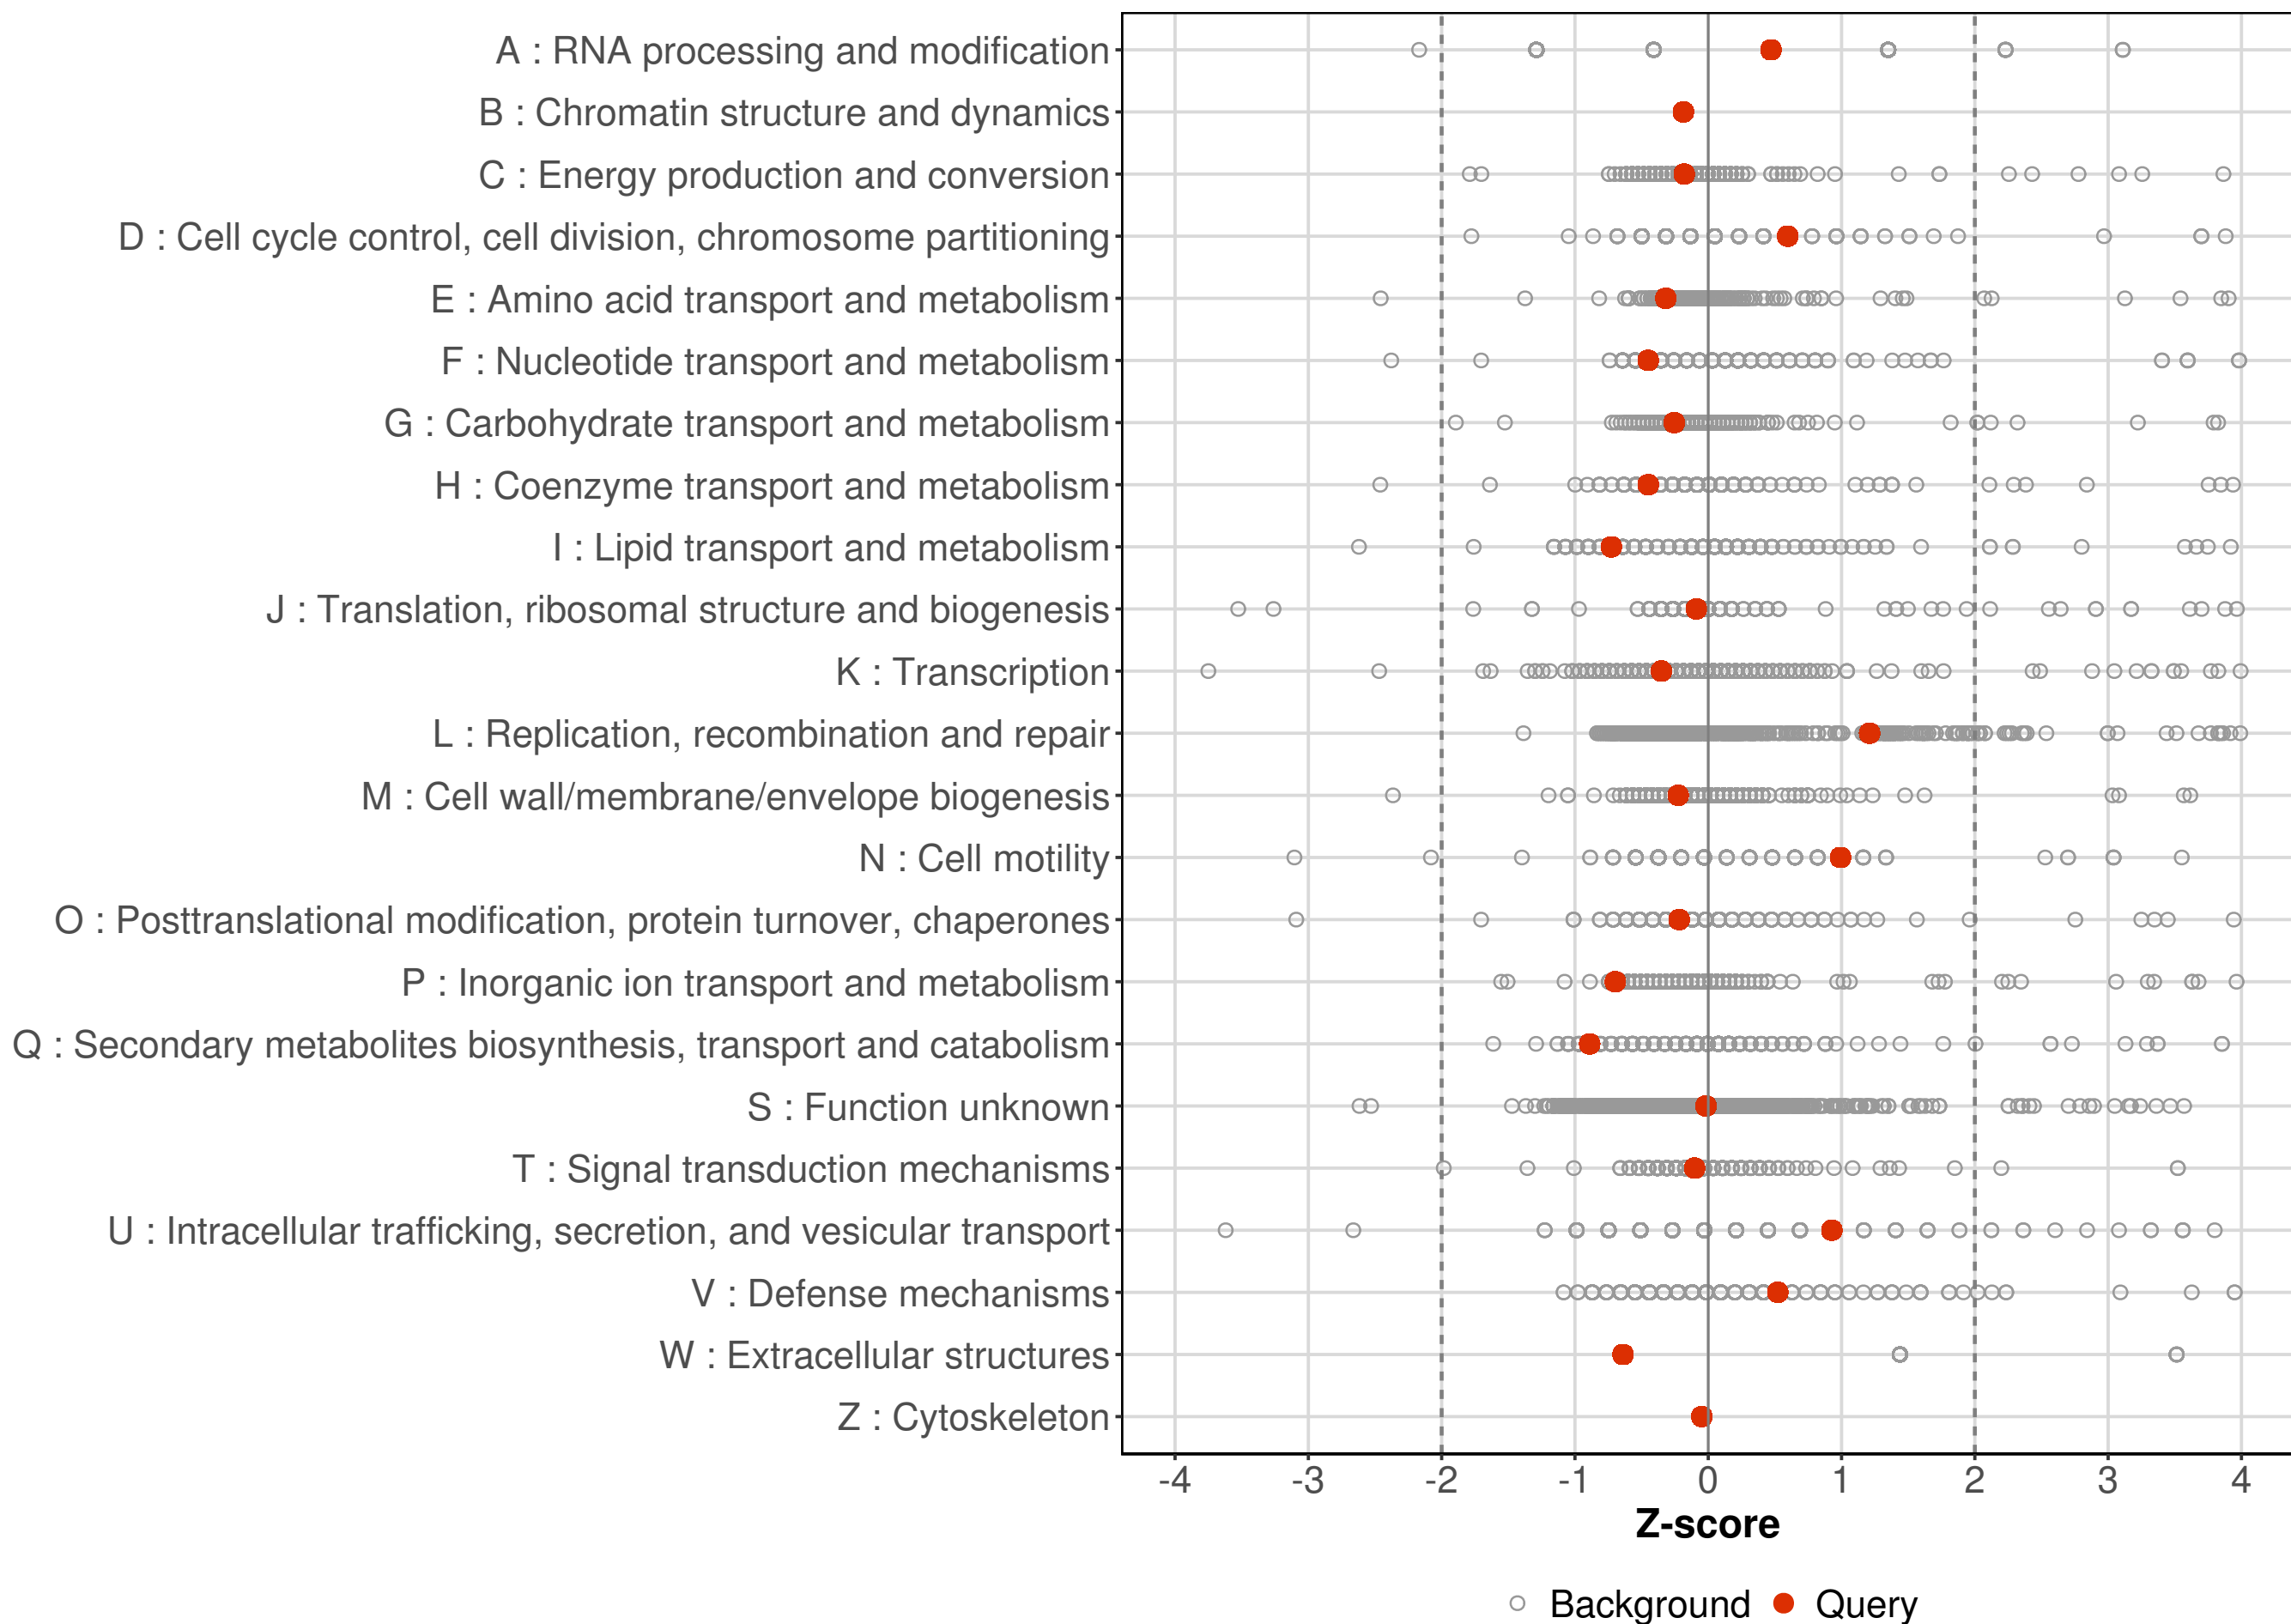 A : RNA processing and modification
B : Chromatin structure and dynamics
C : Energy production and conversion
D : Cell cycle control, cell division, chromosome partitioning
E : Amino acid transport and metabolism
F : Nucleotide transport and metabolism
G : Carbohydrate transport and metabolism
H : Coenzyme transport and metabolism
I : Lipid transport and metabolism
J : Translation, ribosomal structure and biogenesis
K : Transcription
L : Replication, recombination and repair
M : Cell wall/membrane/envelope biogenesis
N : Cell motility
O : Posttranslational modification, protein turnover, chaperones
P : Inorganic ion transport and metabolism
Q : Secondary metabolites biosynthesis, transport and catabolism
S : Function unknown
T : Signal transduction mechanisms
U : Intracellular trafficking, secretion, and vesicular transport
V : Defense mechanisms
W : Extracellular structures
Z : Cytoskeleton
-4 -3 -2 -1 0 1 2 3 4
Z-score
Background Query